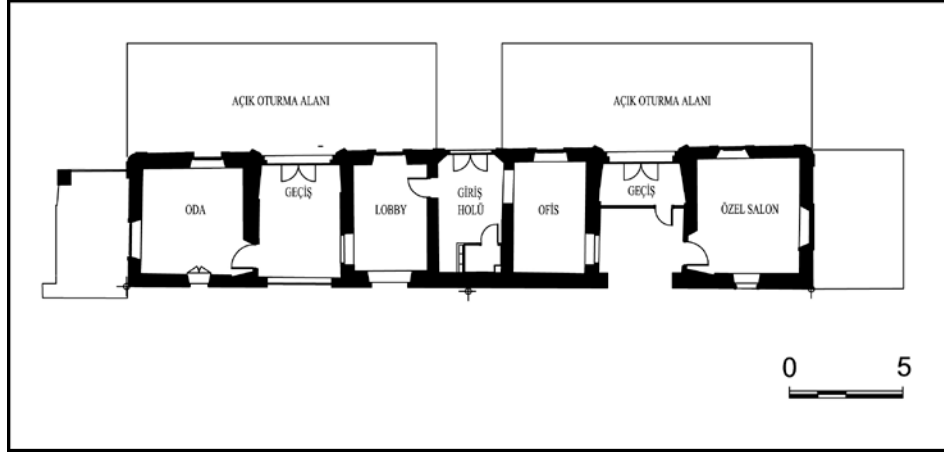 AÇIK OTURMA ALANI
AÇIK OTURMA ALANI
ODA
GEÇİŞ
LOBBY
GİRİŞ
HOLÜ
OFİS
GEÇİŞ
ÖZEL SALON
0 5